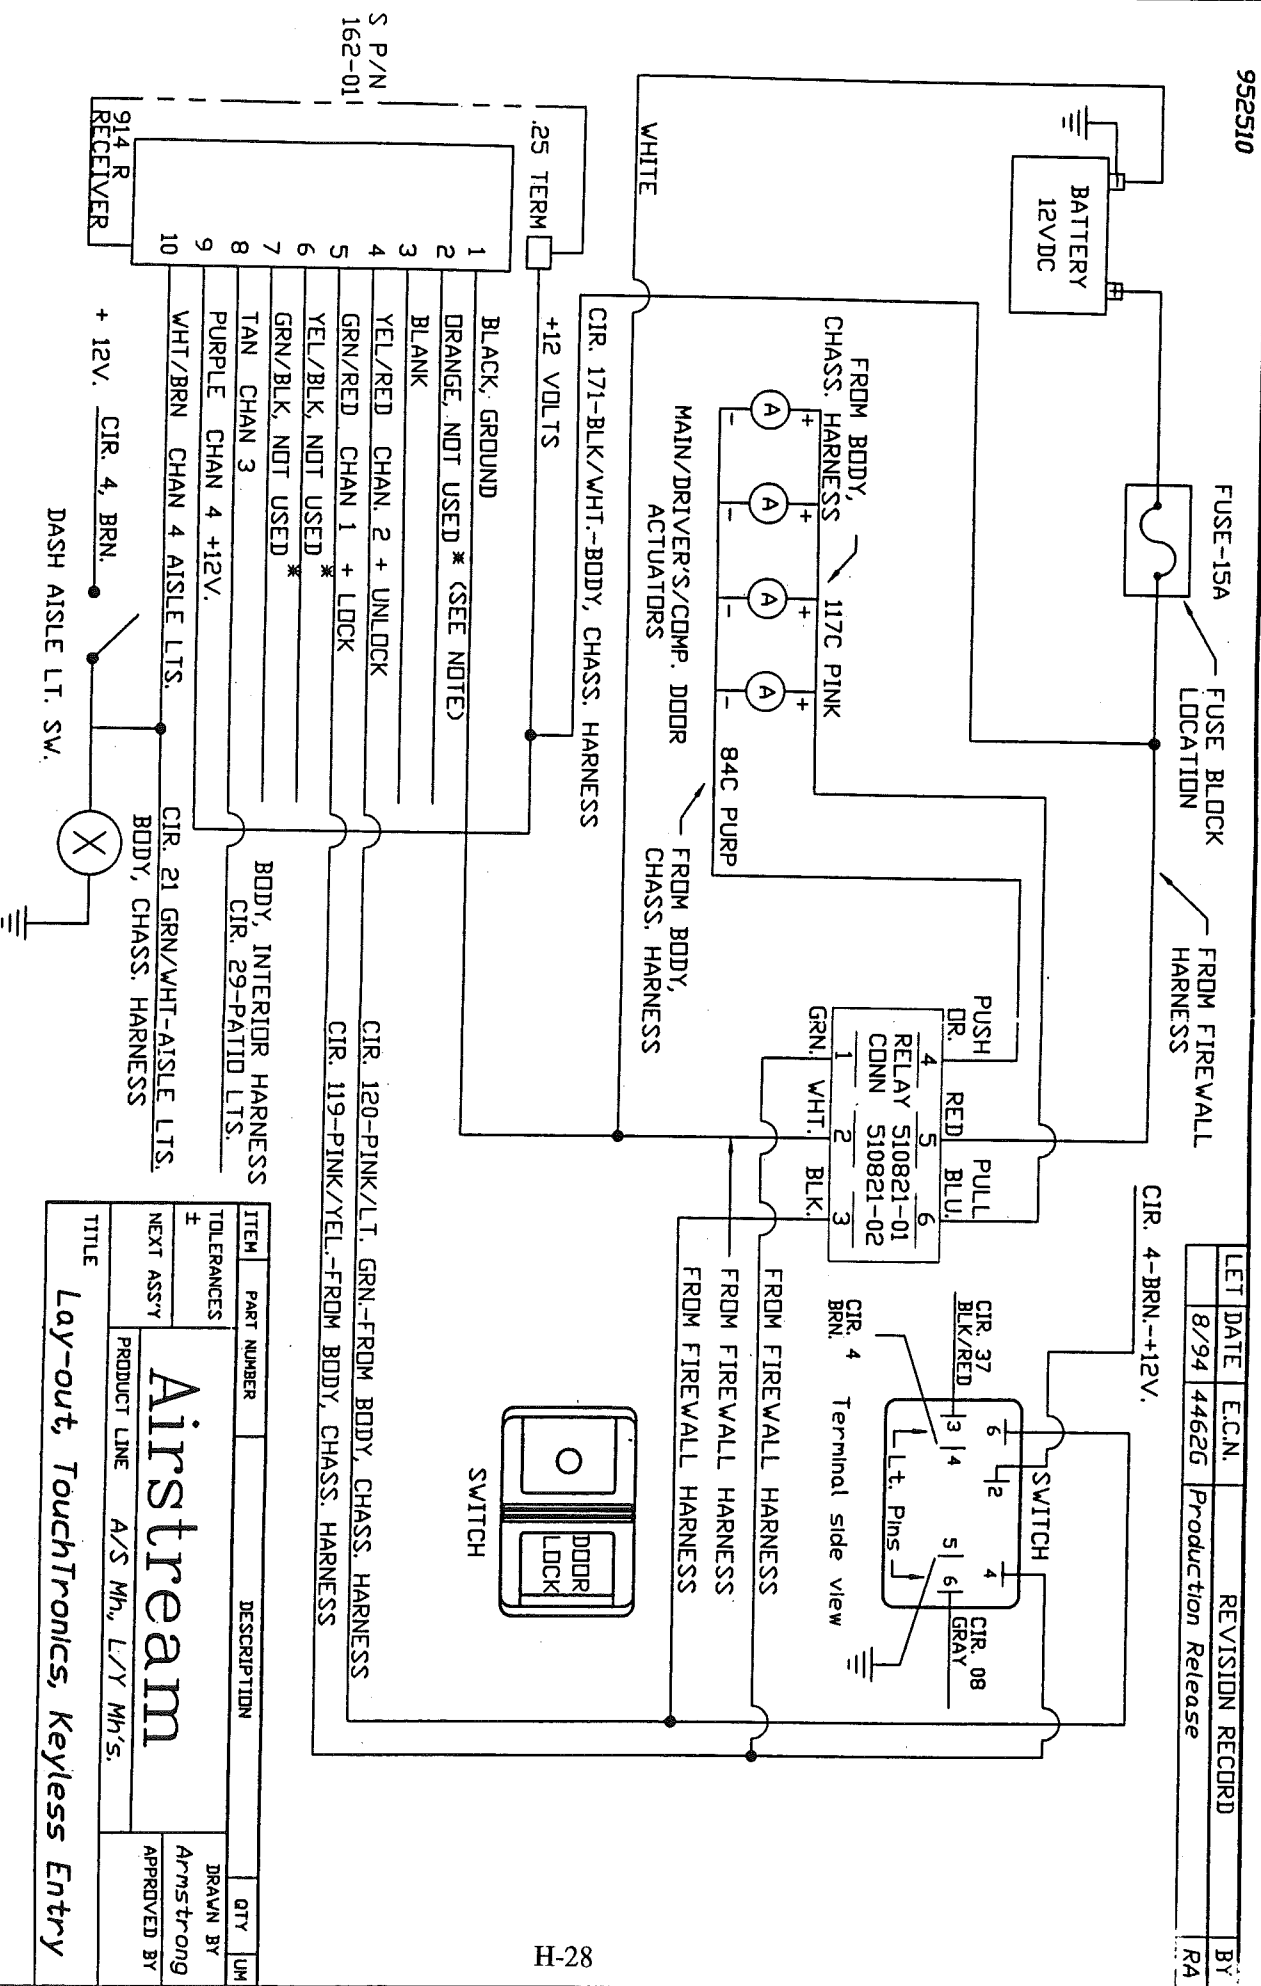 952510
LET DATE E.C.N. REVISION RECORD BY
8/94 4462G Production Release RA
BATTERY
12VDC
-
+
FUSE-15A
FUSE BLOCK
LOCATION
FROM FIREWALL
HARNESS
CIR. 4-BRN.-+12V.
WHITE
FROM BODY,
CHASS. HARNESS
117C PINK
A A A A
+ + + +
- - - -
MAIN/DRIVER'S/COMP. DOOR
ACTUATORS
84C PURP
FROM BODY,
CHASS. HARNESS
PUSH
OR.
RED
PULL
BLU.
4 5 6
RELAY 510821-01
CONN 510821-02
1 2 3
GRN. WHT. BLK.
SWITCH
6 2 4
3 4 5 6
Lt. Pins
CIR. 37
BLK/RED
CIR. 4
BRN.
CIR. 08
GRAY
Terminal side view
FROM FIREWALL HARNESS
FROM FIREWALL HARNESS
FROM FIREWALL HARNESS
DOOR
LOCK
SWITCH
CIR. 171-BLK/WHT.-BODY, CHASS. HARNESS
S P/N
162-01
.25 TERM
+12 VOLTS
914 R
RECEIVER
1 BLACK, GROUND
2 ORANGE, NOT USED * (SEE NOTE)
3 BLANK
4 YEL/RED CHAN. 2 + UNLOCK
5 GRN/RED CHAN 1 + LOCK
6 YEL/BLK, NOT USED *
7 GRN/BLK, NOT USED *
8 TAN CHAN 3
9 PURPLE CHAN 4 +12V.
10 WHT/BRN CHAN 4 AISLE LTS.
CIR. 120-PINK/LT. GRN.-FROM BODY, CHASS. HARNESS
CIR. 119-PINK/YEL.-FROM BODY, CHASS. HARNESS
BODY, INTERIOR HARNESS
CIR. 29-PATIO LTS.
CIR. 21 GRN/WHT-AISLE LTS.
BODY, CHASS. HARNESS
+ 12V. CIR. 4, BRN.
DASH AISLE LT. SW.
X
ITEM PART NUMBER DESCRIPTION QTY UM
TOLERANCES
±
NEXT ASS'Y
Airstream
PRODUCT LINE A/S Mh., L/Y Mh's.
DRAWN BY
Armstrong
APPROVED BY
TITLE
Lay-out, TouchTronics, Keyless Entry
H-28